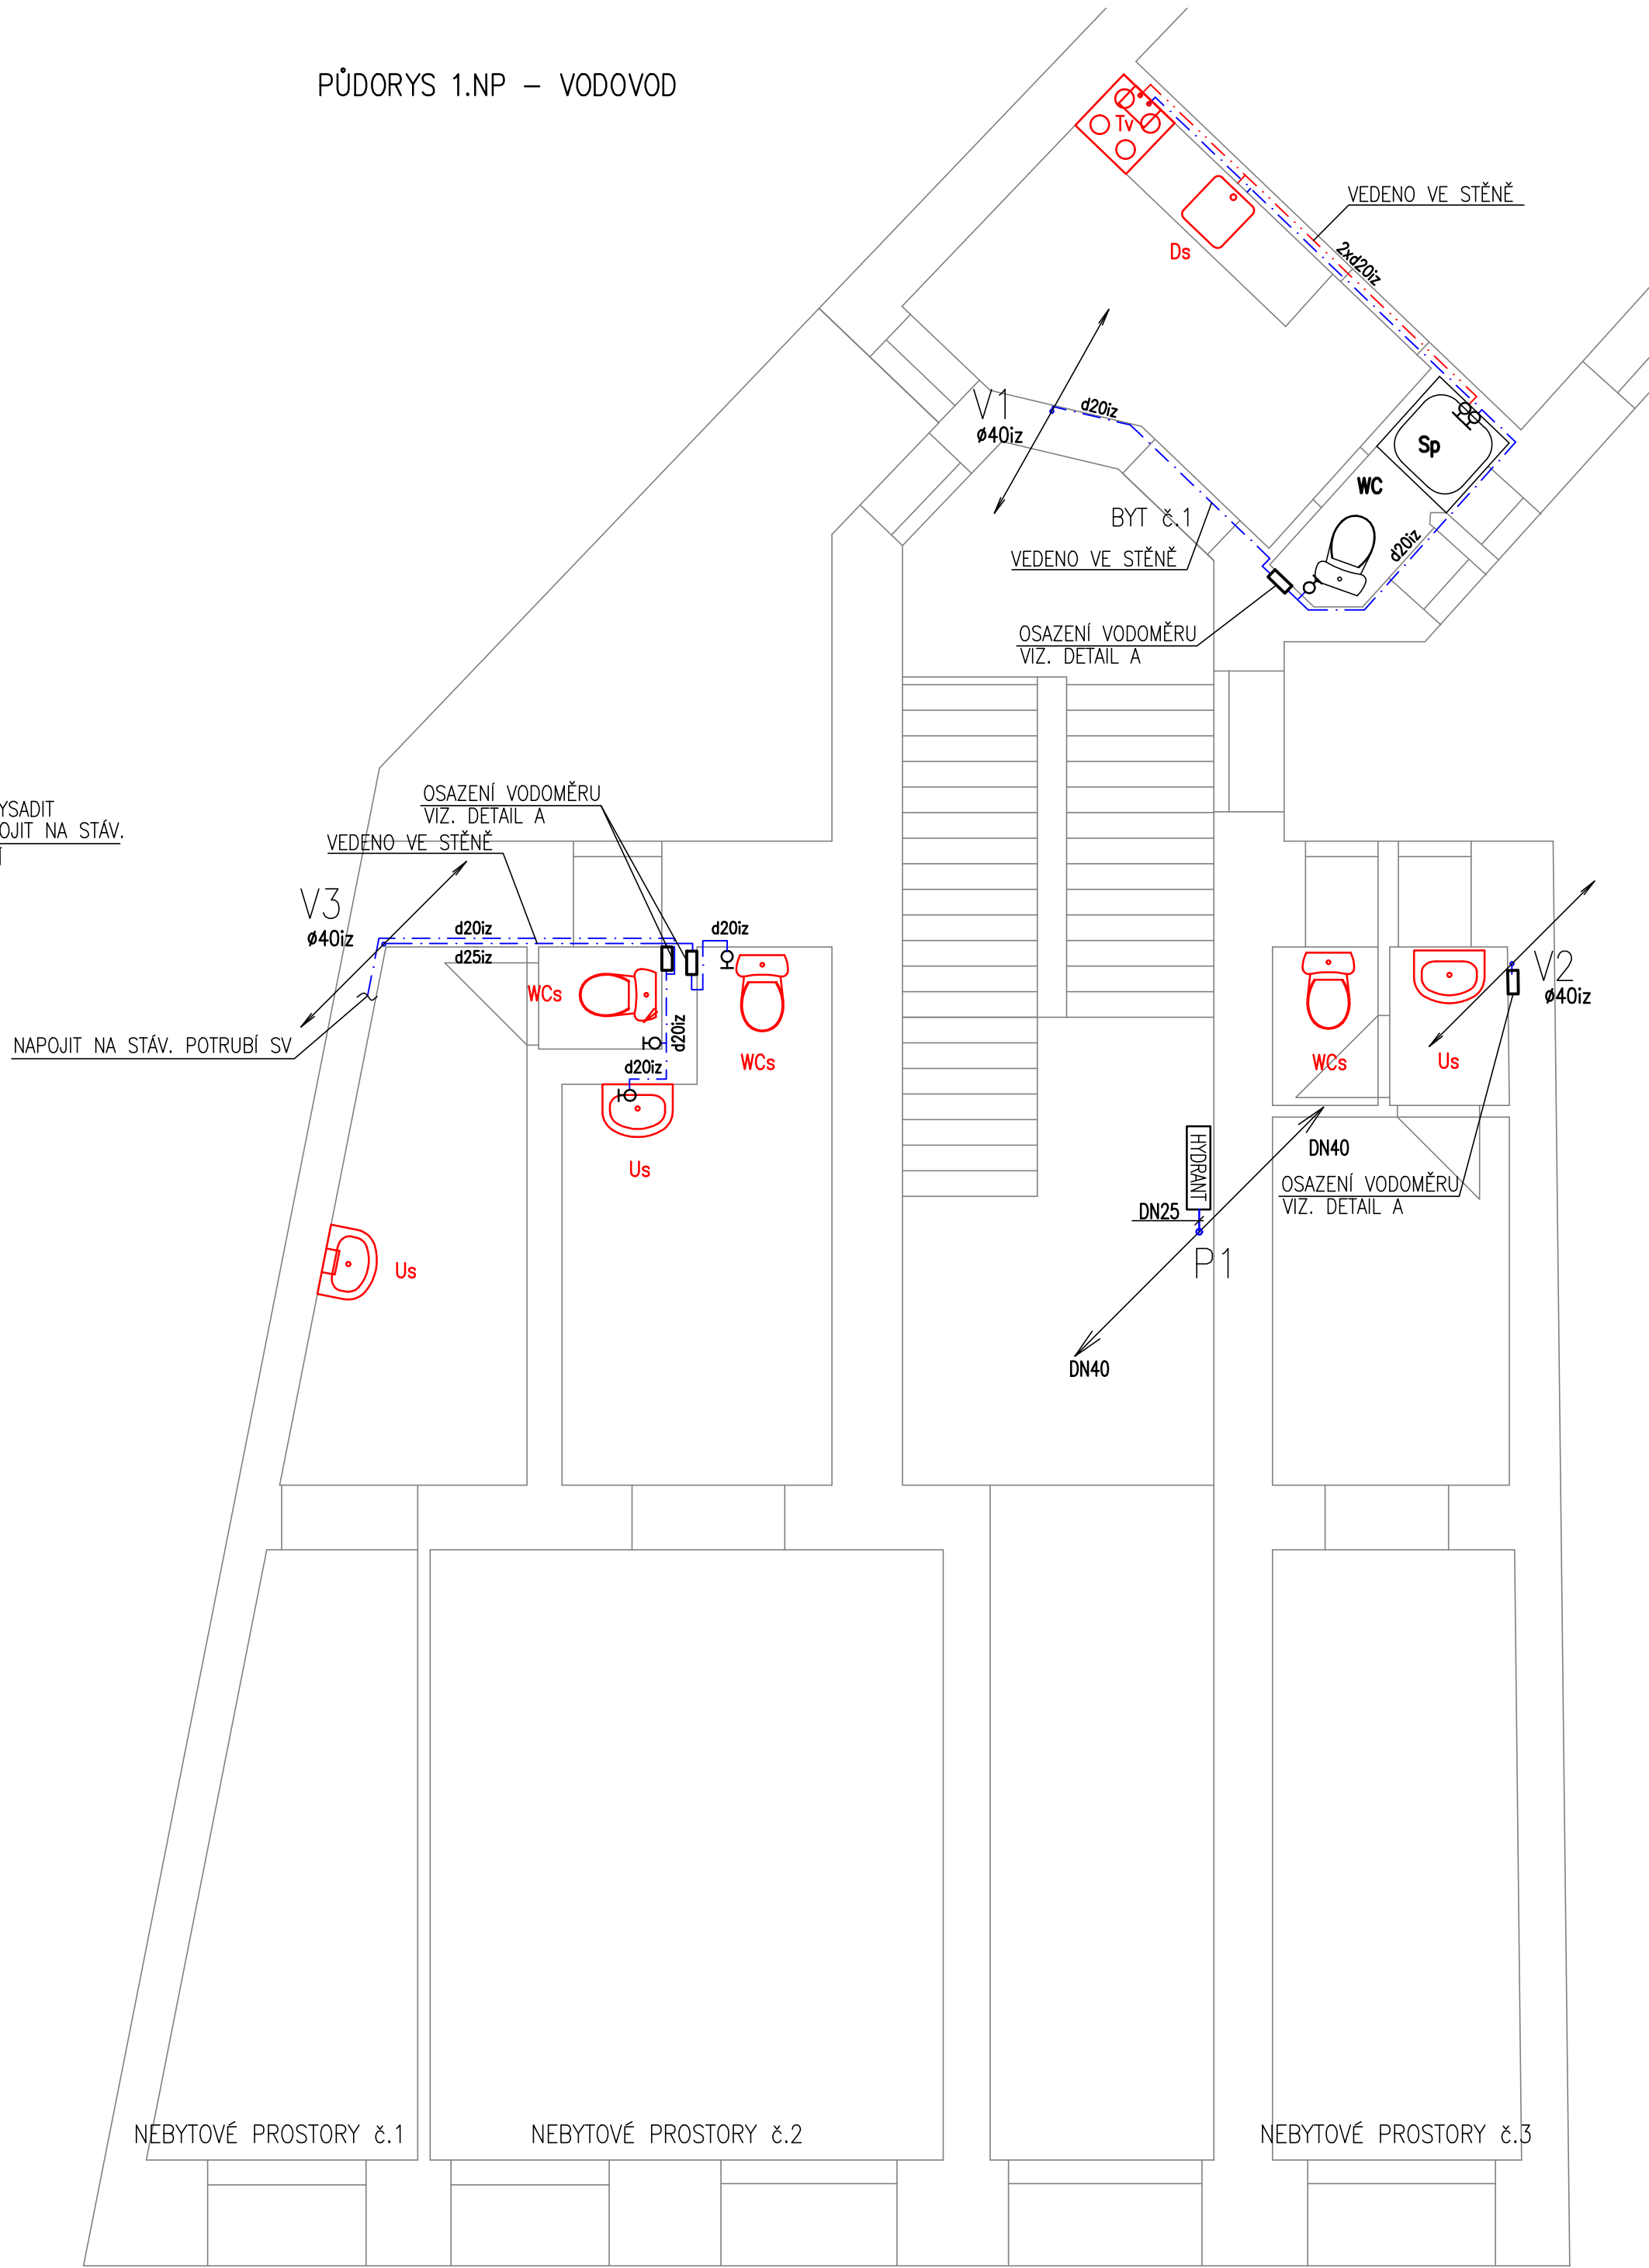 PŮDORYS 1.NP – VODOVOD
Tv
VEDENO VE STĚNĚ
Ds
2xd20iz
V1
ø40iz
d20iz
Sp
WC
BYT č.1
d20iz
VEDENO VE STĚNĚ
OSAZENÍ VODOMĚRU
VIZ. DETAIL A
YSADIT
OJIT NA STÁV.
Í
OSAZENÍ VODOMĚRU
VIZ. DETAIL A
VEDENO VE STĚNĚ
V3
ø40iz
d20iz
d25iz
d20iz
WCs
d20iz
d20iz
WCs
Us
NAPOJIT NA STÁV. POTRUBÍ SV
V2
ø40iz
WCs
Us
HYDRANT
DN40
DN25
P1
OSAZENÍ VODOMĚRU
VIZ. DETAIL A
Us
DN40
NEBYTOVÉ PROSTORY č.1
NEBYTOVÉ PROSTORY č.2
NEBYTOVÉ PROSTORY č.3